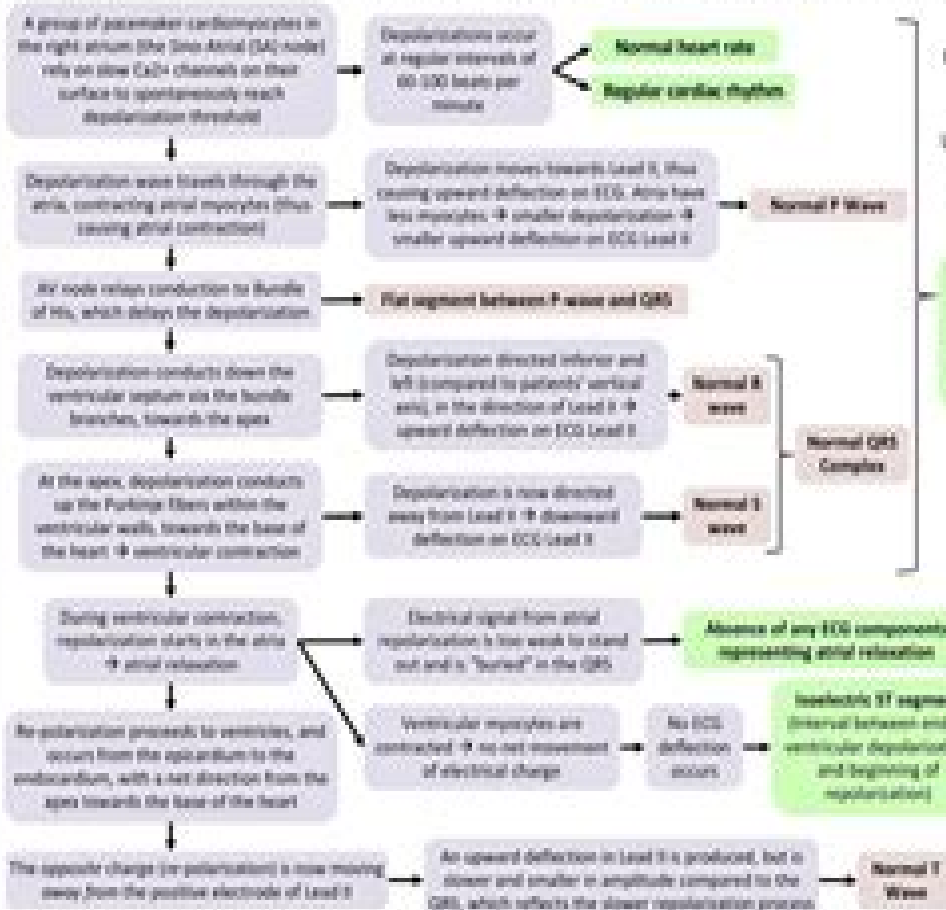 A group of pacemaker cardiomyocytes in
the right atrium (the Sino Atrial (SA) node)
rely on slow Ca2+ channels on their
surface to spontaneously reach
depolarization threshold
Depolarizations occur
at regular intervals of
60-100 beats per
minute
Normal heart rate
Regular cardiac rhythm
Depolarization wave travels through the
atria, contracting atrial myocytes (thus
causing atrial contraction)
Depolarization moves towards Lead II, thus
causing upward deflection on ECG. Atria have
less myocytes → smaller depolarization →
smaller upward deflection on ECG Lead II
Normal P Wave
AV node relays conduction to Bundle
of His, which delays the depolarization
Flat segment between P wave and QRS
Depolarization conducts down the
ventricular septum via the bundle
branches, towards the apex
Depolarization directed inferior and
left (compared to patients' vertical
axis), in the direction of Lead II →
upward deflection on ECG Lead II
Normal R
wave
At the apex, depolarization conducts
up the Purkinje fibers within the
ventricular walls, towards the base of
the heart → ventricular contraction
Depolarization is now directed
away from Lead II → downward
deflection on ECG Lead II
Normal S
wave
Normal QRS
Complex
During ventricular contraction,
repolarization starts in the atria
→ atrial relaxation
Electrical signal from atrial
repolarization is too weak to stand
out and is "buried" in the QRS
Absence of any ECG components
representing atrial relaxation
Ventricular myocytes are
contracted → no net movement
of electrical charge
No ECG
deflection
occurs
Isoelectric ST
(interval between
ventricular
and beginning of
repolarization)
Re-polarization proceeds to ventricles, and
occurs from the epicardium to the
endocardium, with a net direction from the
apex towards the base of the heart
The opposite charge (re-polarization) is now moving
away from the positive electrode of Lead II
An upward deflection in Lead II is produced, but is
slower and smaller in amplitude compared to the
QRS, which reflects the slower repolarization process
Normal T
Wave